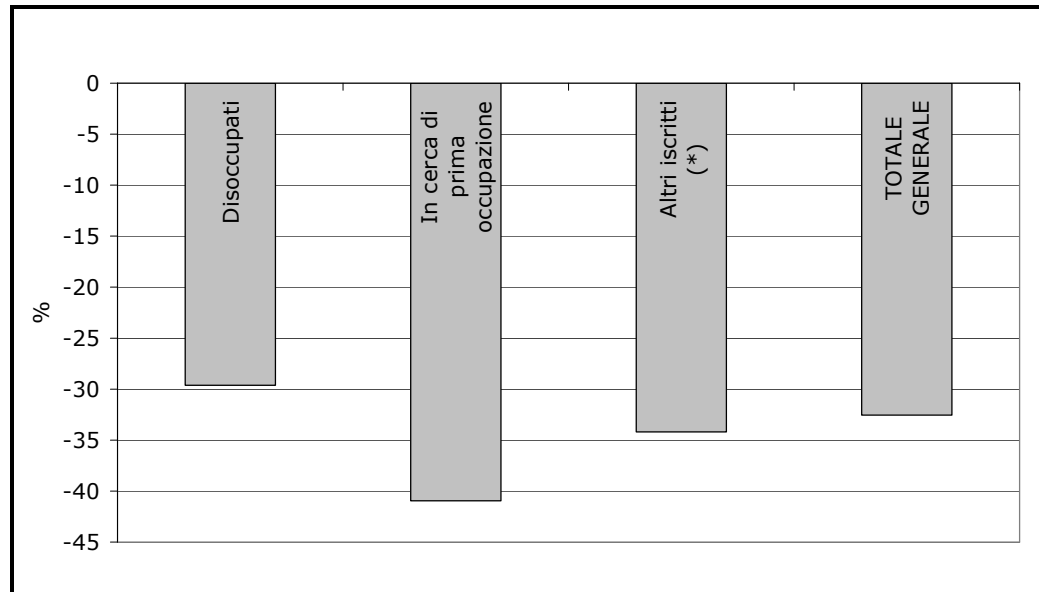 0
-5
-10
-15
-20
-25
-30
-35
-40
-45
%
Disoccupati
In cerca di
prima
occupazione
Altri iscritti
(*)
TOTALE
GENERALE